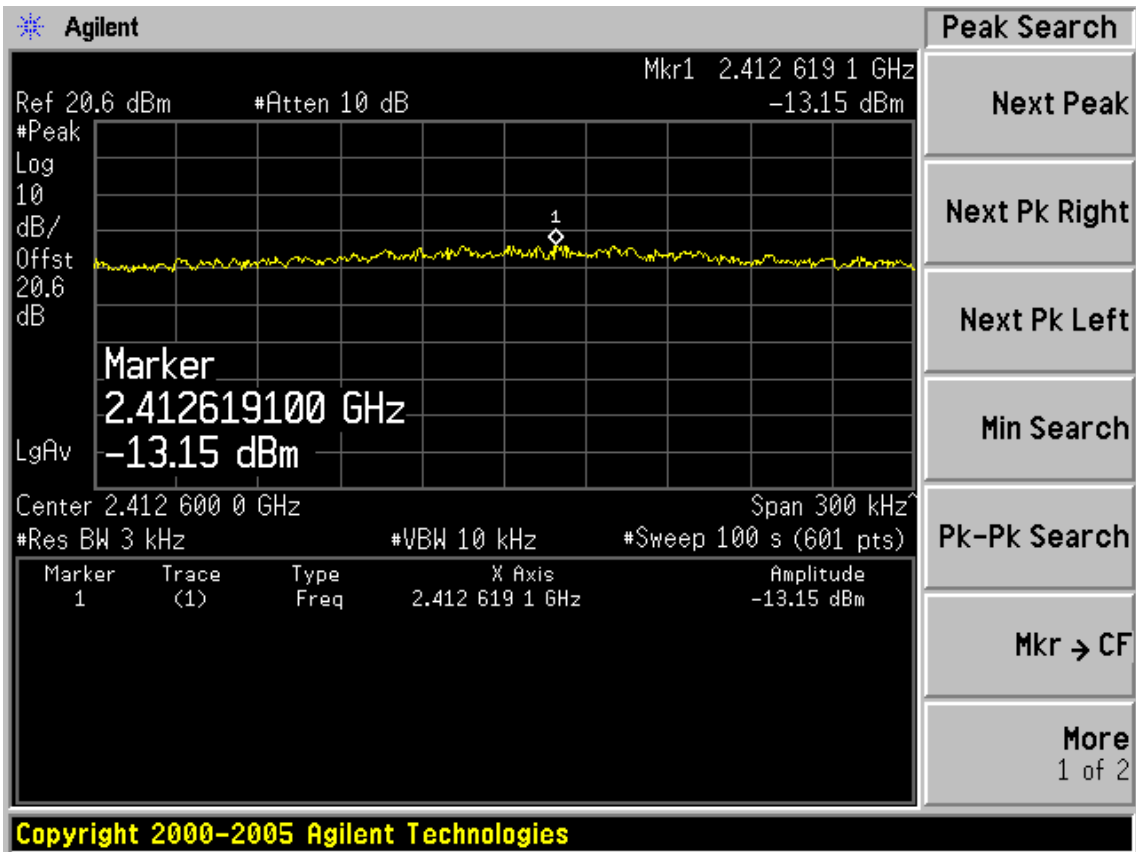 Agilent
Peak Search
Mkr1 2.412 619 1 GHz
Ref 20.6 dBm #Atten 10 dB -13.15 dBm
Next Peak
#Peak
Log
10
dB/
Offst
20.6
dB
1
Next Pk Right
Next Pk Left
Marker
2.412619100 GHz
-13.15 dBm
LgAv
Min Search
Center 2.412 600 0 GHz Span 300 kHz^
#Res BW 3 kHz #VBW 10 kHz #Sweep 100 s (601 pts)
Pk-Pk Search
Marker Trace Type X Axis Amplitude
1 (1) Freq 2.412 619 1 GHz -13.15 dBm
Mkr → CF
More
1 of 2
Copyright 2000-2005 Agilent Technologies